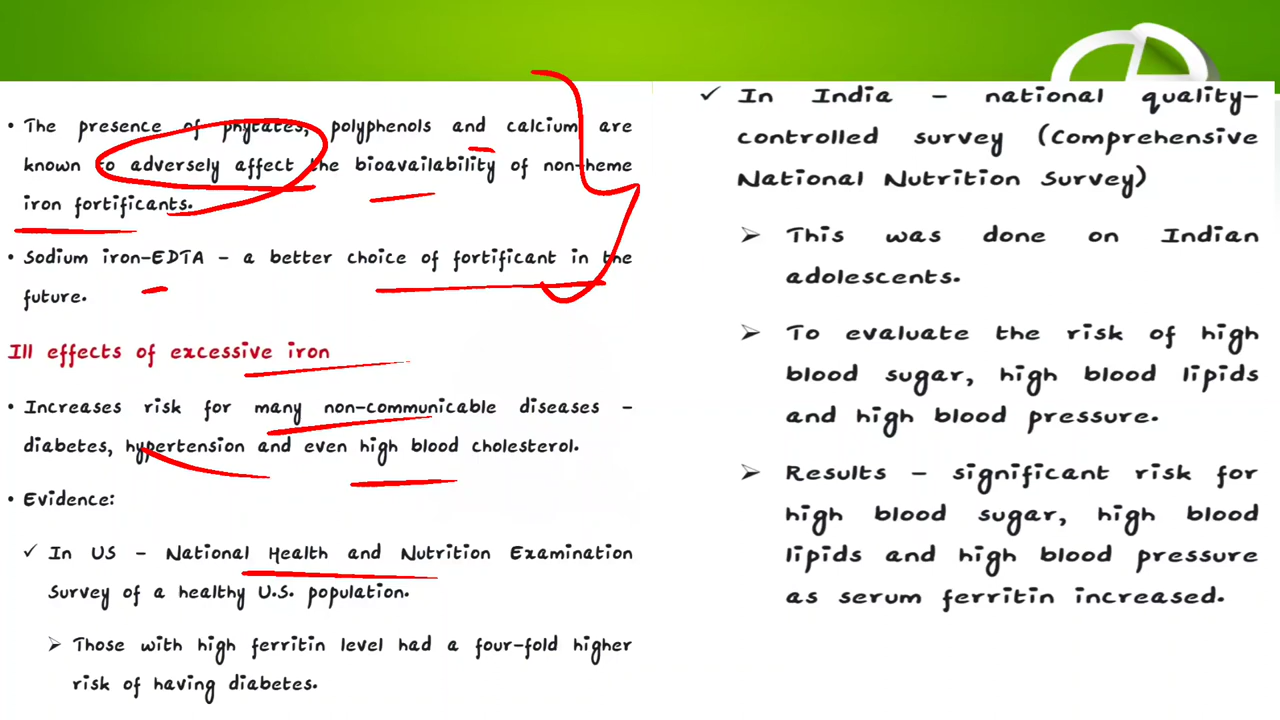 • The presence of phytates, polyphenols and calcium are
known to adversely affect the bioavailability of non-heme
iron fortificants.
• Sodium iron-EDTA – a better choice of fortificant in the
future.
Ill effects of excessive iron
• Increases risk for many non-communicable diseases –
diabetes, hypertension and even high blood cholesterol.
• Evidence:
✓ In US – National Health and Nutrition Examination
Survey of a healthy U.S. population.
➢ Those with high ferritin level had a four-fold higher
risk of having diabetes.
✓ In India – national quality-
controlled survey (Comprehensive
National Nutrition Survey)
➢ This was done on Indian
adolescents.
➢ To evaluate the risk of high
blood sugar, high blood lipids
and high blood pressure.
➢ Results – significant risk for
high blood sugar, high blood
lipids and high blood pressure
as serum ferritin increased.